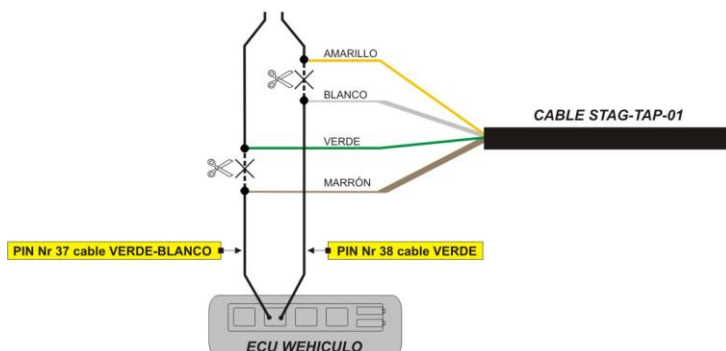 AMARILLO
BLANCO
CABLE STAG-TAP-01
VERDE
MARRÓN
PIN Nr 37 cable VERDE-BLANCO
PIN Nr 38 cable VERDE
ECU WEHICULO